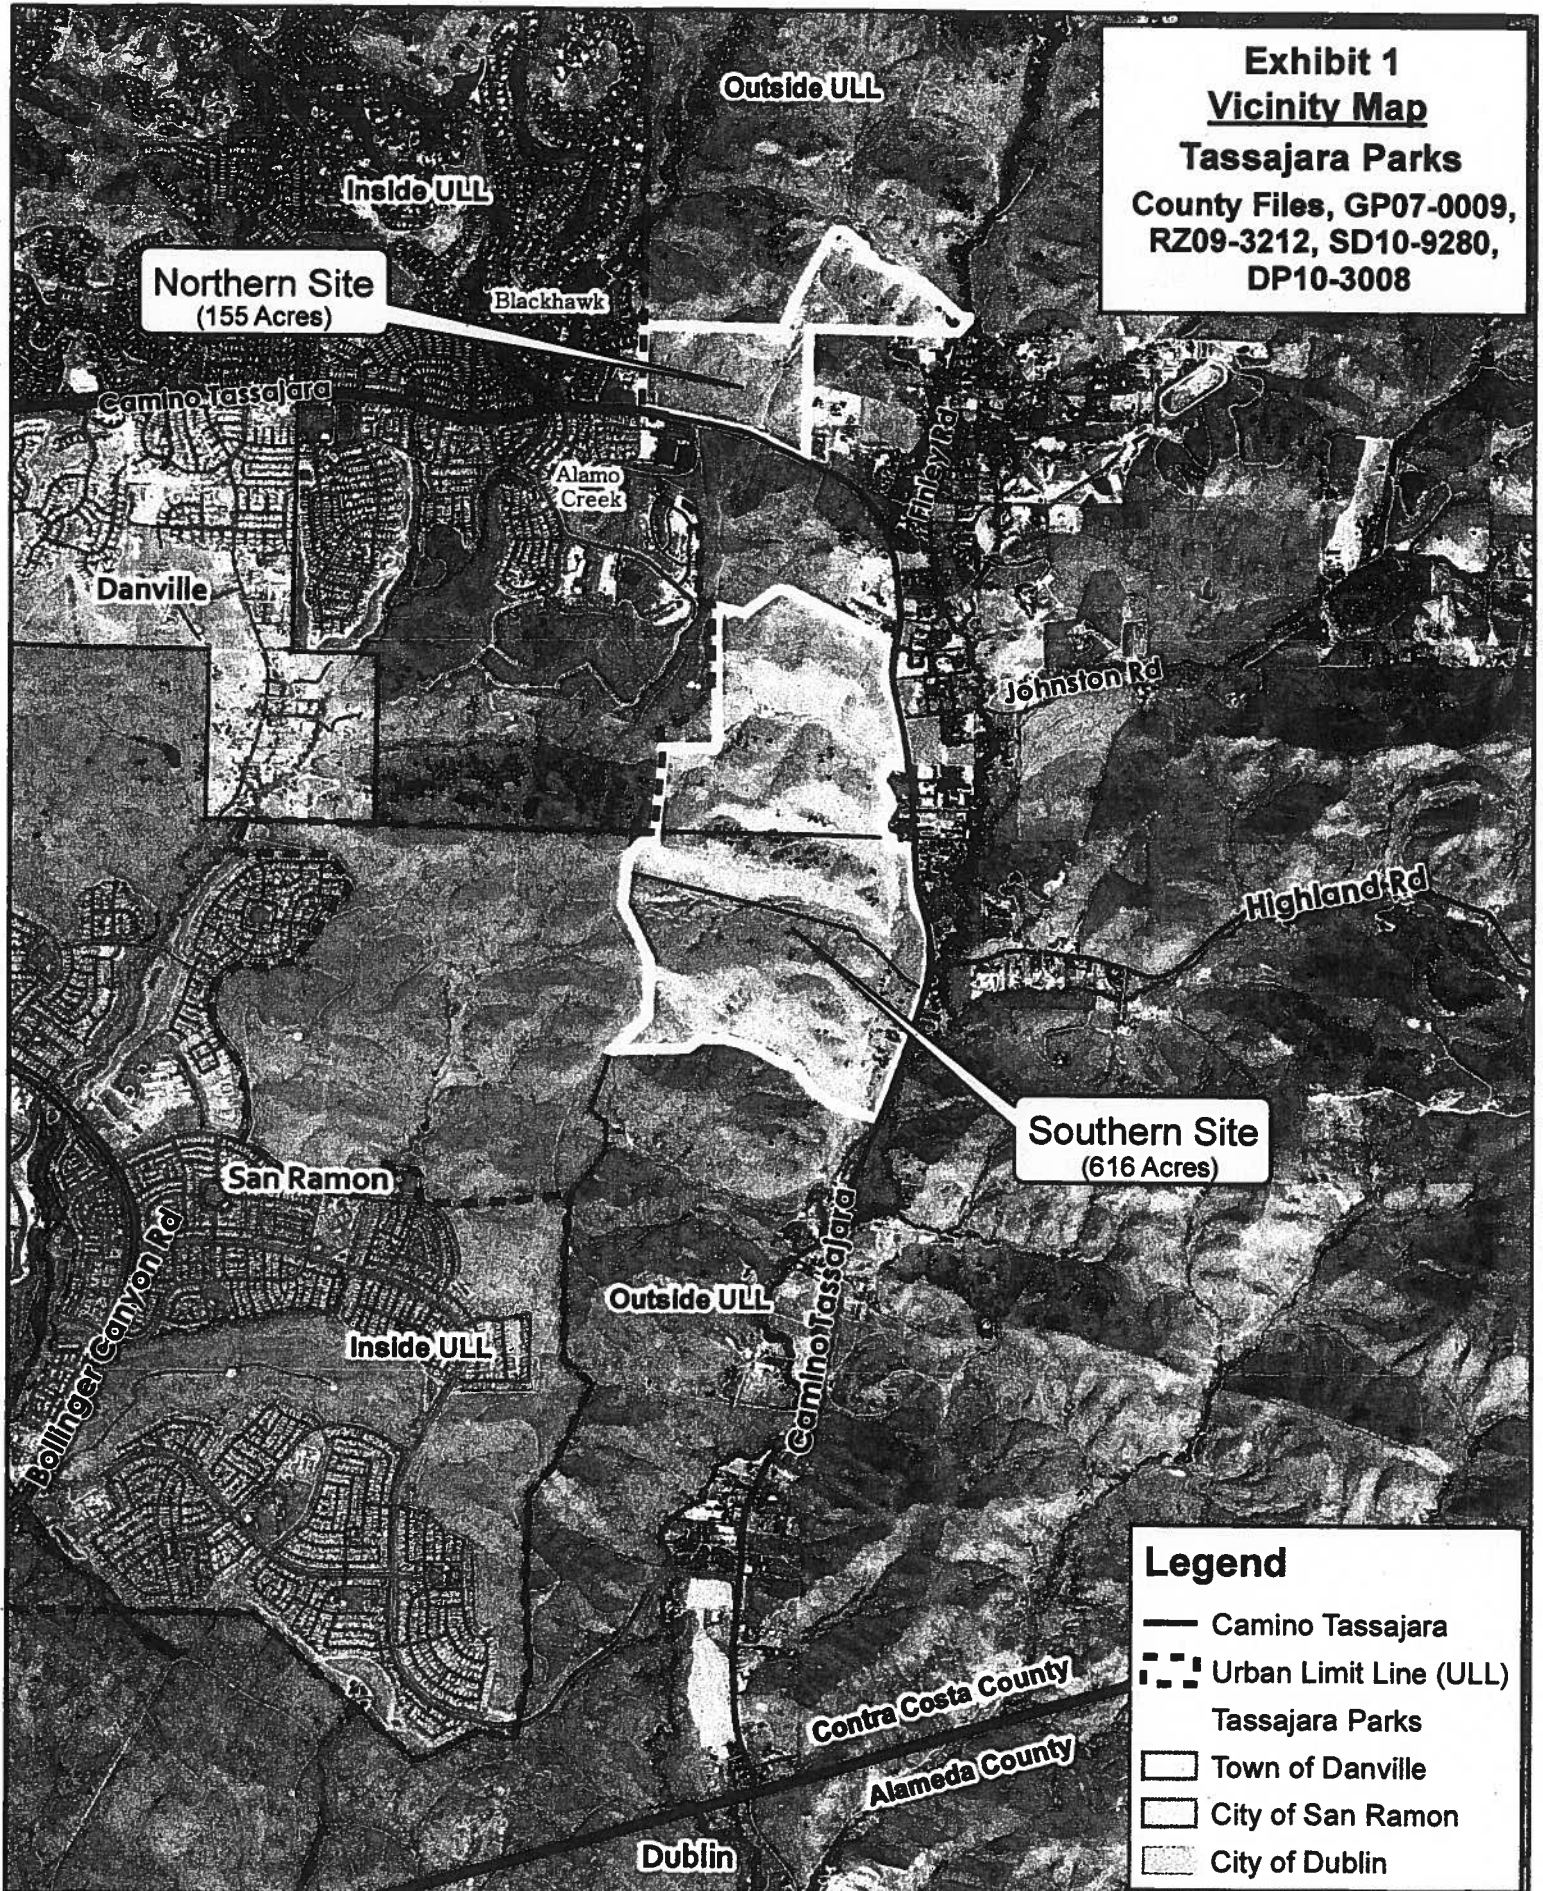 Exhibit 1
Vicinity Map
Tassajara Parks
County Files, GP07-0009,
RZ09-3212, SD10-9280,
DP10-3008
Outside ULL
Inside ULL
Northern Site
(155 Acres)
Blackhawk
Camino Tassajara
Finley Rd
Alamo
Creek
Danville
Johnston Rd
Highland Rd
Southern Site
(616 Acres)
San Ramon
Bollinger Canyon Rd
Camino Tassajara
Outside ULL
Inside ULL
Contra Costa County
Alameda County
Dublin
Legend
Camino Tassajara
Urban Limit Line (ULL)
Tassajara Parks
Town of Danville
City of San Ramon
City of Dublin